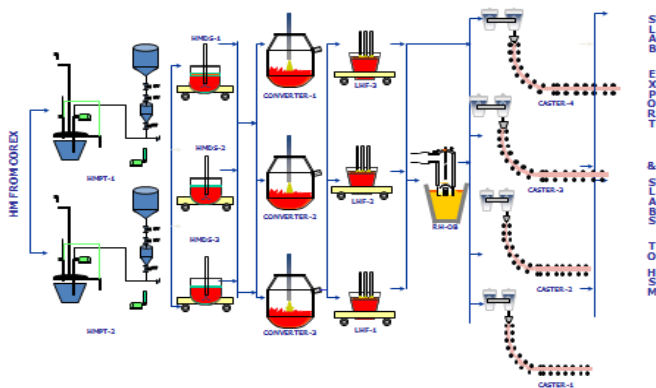 HM FROM COREX
HMPT-1
HMPT-2
HMDS-1
HMDS-2
HMDS-3
CONVERTER-1
CONVERTER-2
CONVERTER-3
LHF-3
LHF-2
LHF-1
RH-OB
CASTER-4
CASTER-3
CASTER-2
CASTER-1
SLAB EXPORT & SLABS TO HSM